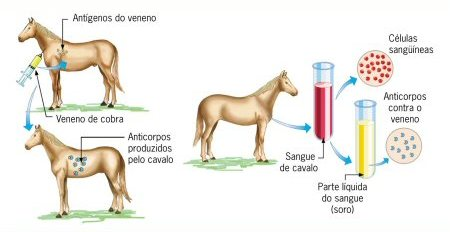 Antígenos do veneno
Veneno de cobra
Anticorpos
produzidos
pelo cavalo
Sangue
de cavalo
Células
sangüíneas
Anticorpos
contra o
veneno
Parte líquida
do sangue
(soro)